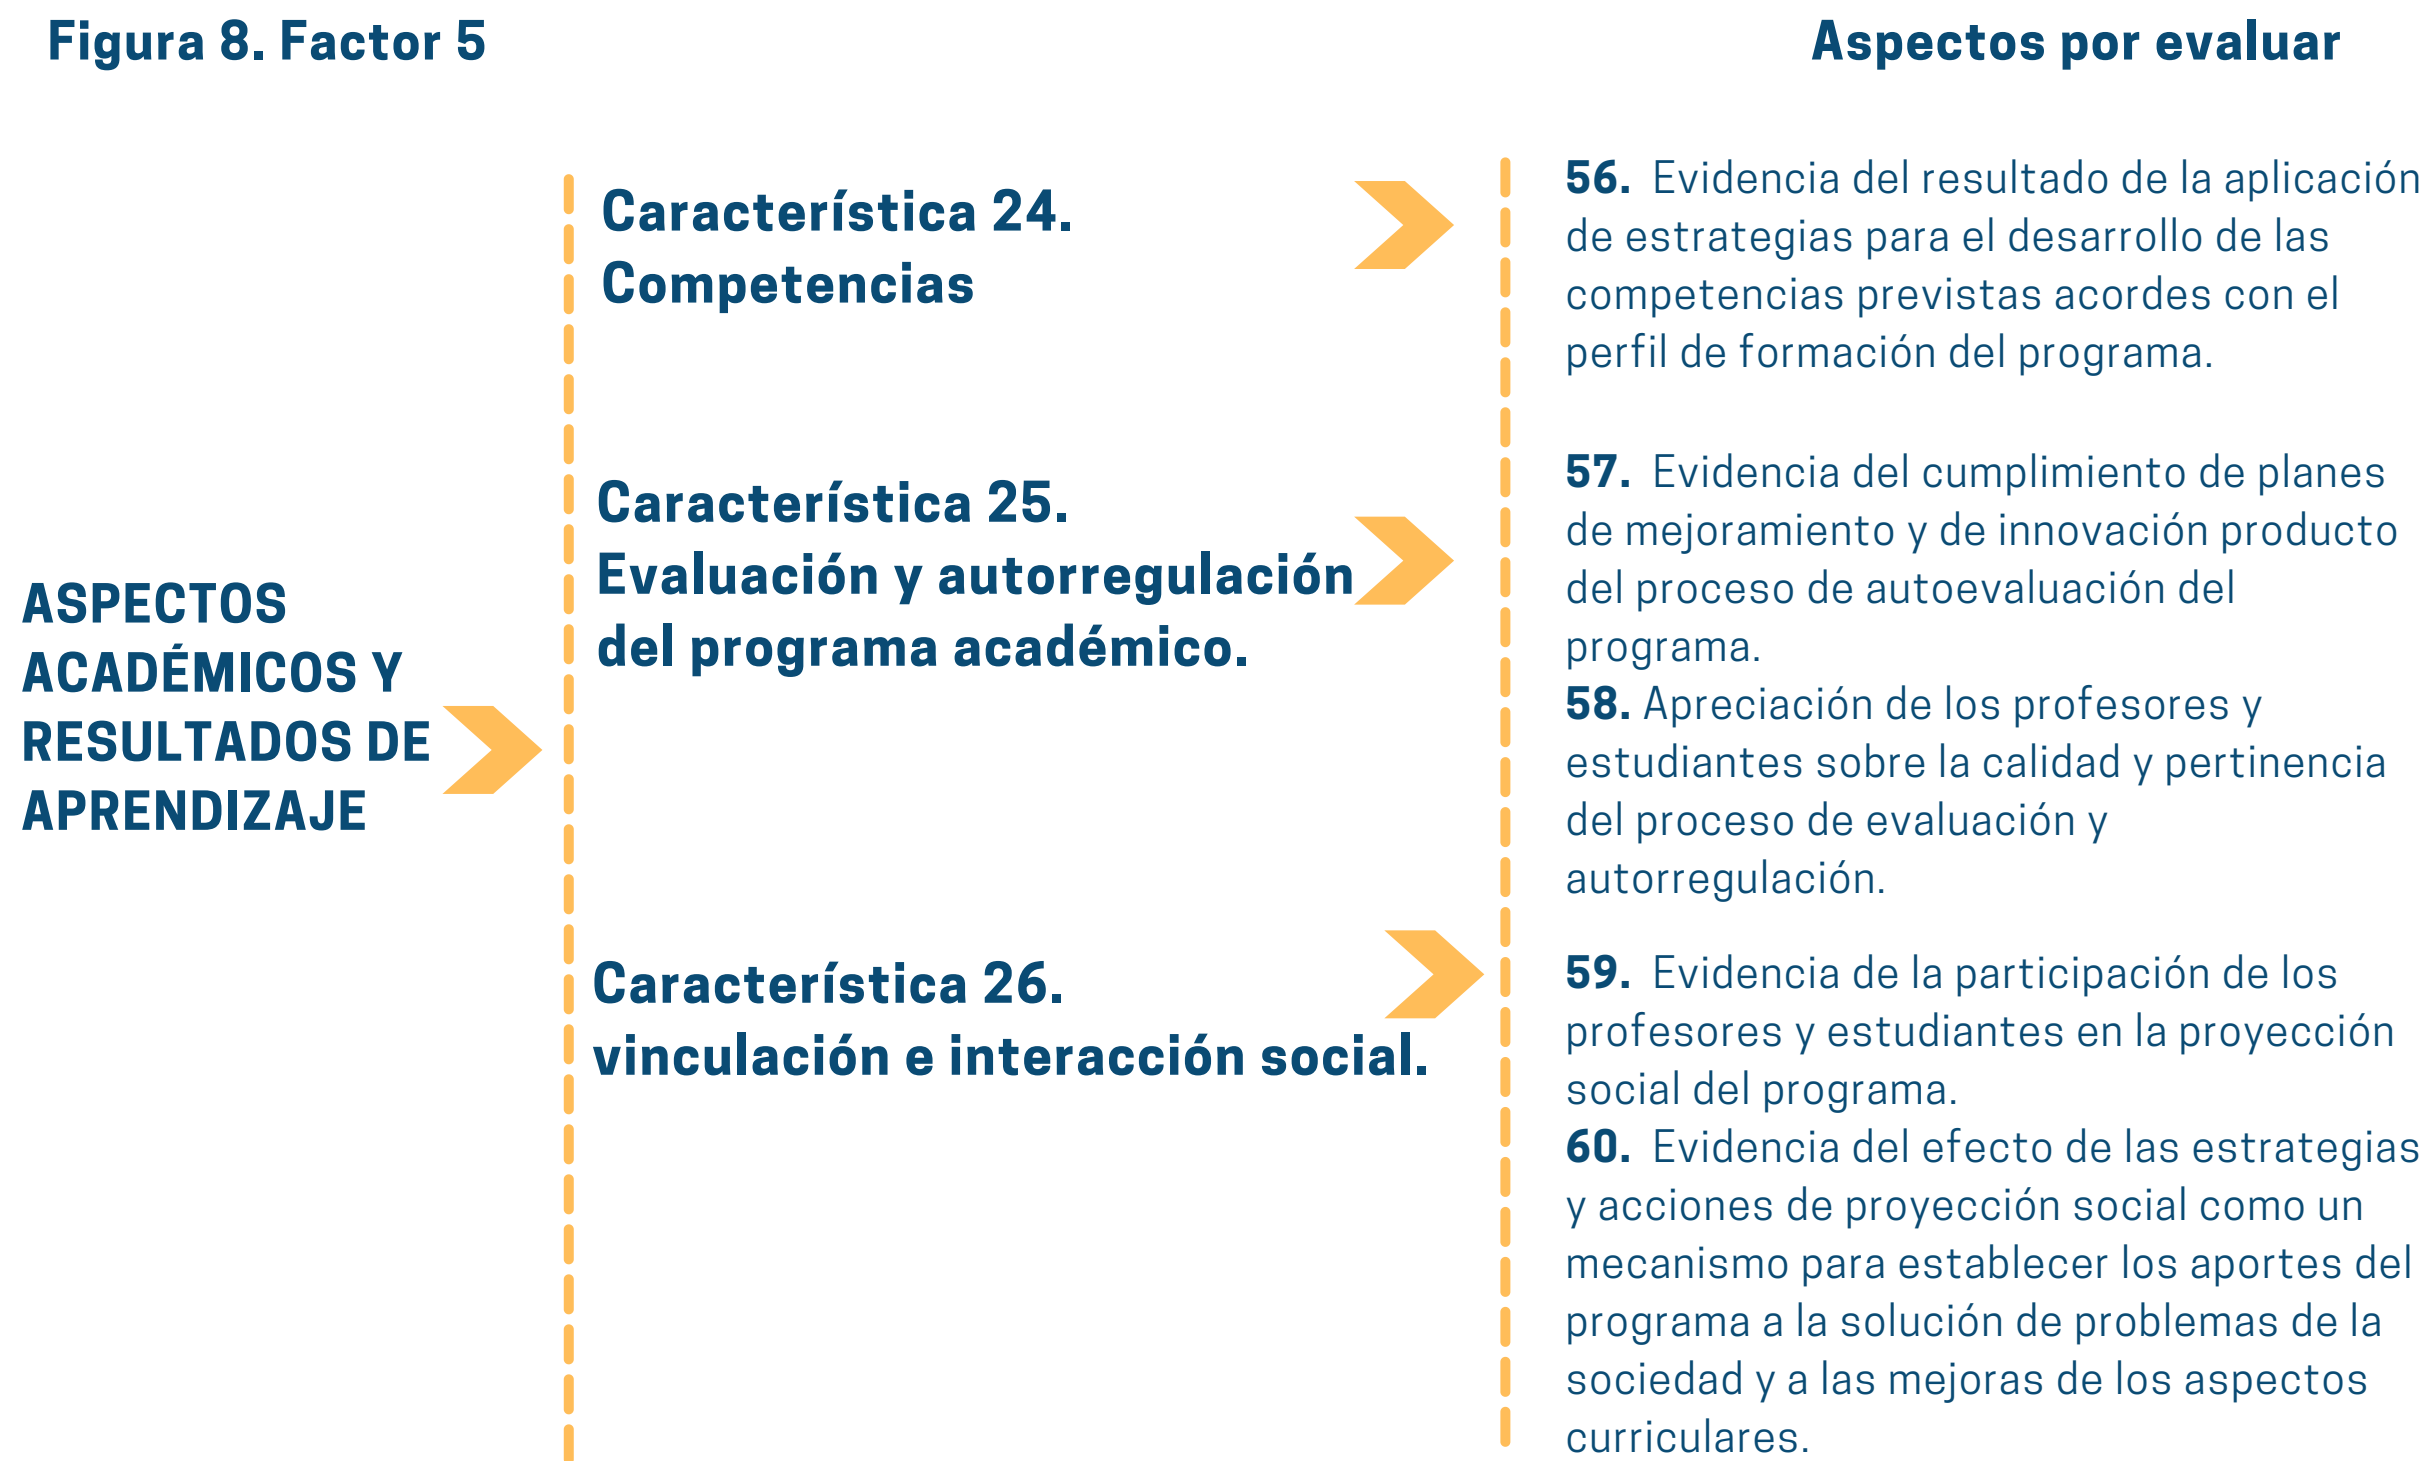 Figura 8. Factor 5
Aspectos por evaluar
ASPECTOS
ACADÉMICOS Y
RESULTADOS DE
APRENDIZAJE
Característica 24.
Competencias
56. Evidencia del resultado de la aplicación
de estrategias para el desarrollo de las
competencias previstas acordes con el
perfil de formación del programa.
Característica 25.
Evaluación y autorregulación
del programa académico.
57. Evidencia del cumplimiento de planes
de mejoramiento y de innovación producto
del proceso de autoevaluación del
programa.
58. Apreciación de los profesores y
estudiantes sobre la calidad y pertinencia
del proceso de evaluación y
autorregulación.
Característica 26.
vinculación e interacción social.
59. Evidencia de la participación de los
profesores y estudiantes en la proyección
social del programa.
60. Evidencia del efecto de las estrategias
y acciones de proyección social como un
mecanismo para establecer los aportes del
programa a la solución de problemas de la
sociedad y a las mejoras de los aspectos
curriculares.